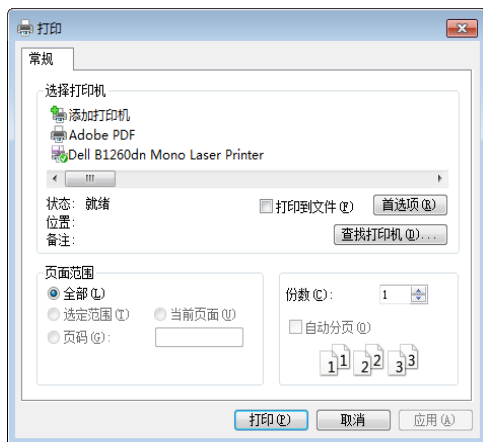 打印
常规
选择打印机
添加打印机
Adobe PDF
Dell B1260dn Mono Laser Printer
状态: 就绪
位置:
备注:
打印到文件(F) 首选项(R)
查找打印机(D)...
页面范围
全部(L)
选定范围(T) 当前页面(U)
页码(G):
份数(C): 1
自动分页(O)
1 1 2 2 3 3
打印(P) 取消 应用(A)